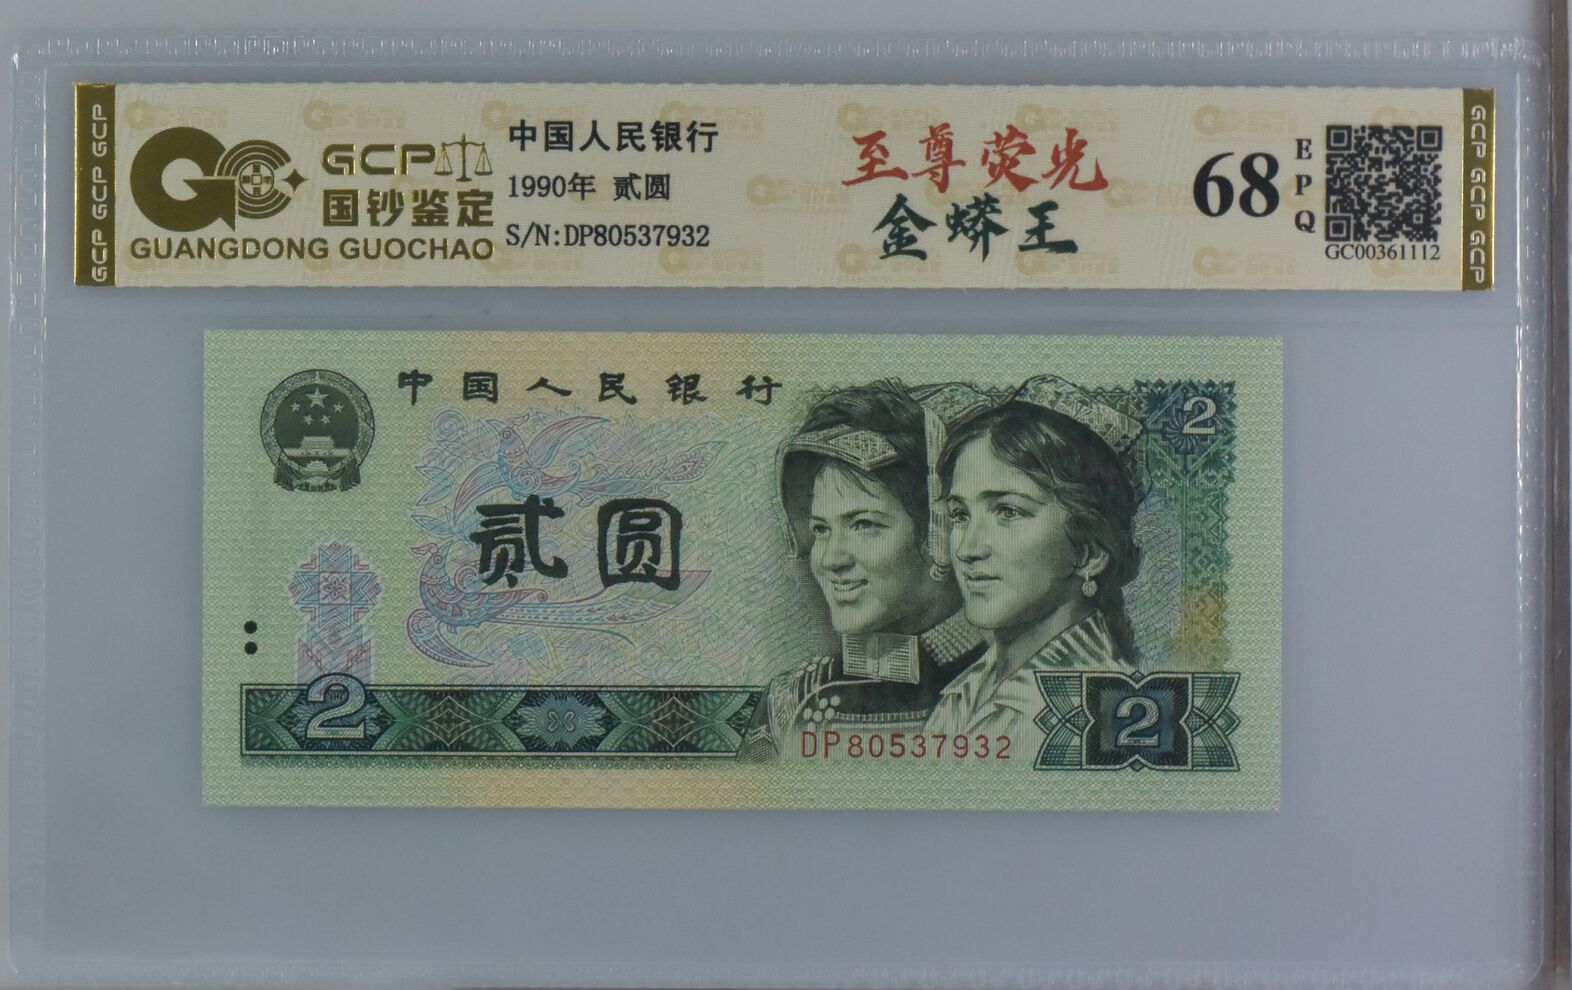 GCP GCP GCP
GCP
国钞鉴定
GUANGDONG GUOCHAO
中国人民银行
1990年 贰圆
S/N:DP80537932
至尊荧光
金蟒王
68
EPQ
GC00361112
GCP GCP GCP
中国人民银行
2
贰圆
2
DP80537932
2